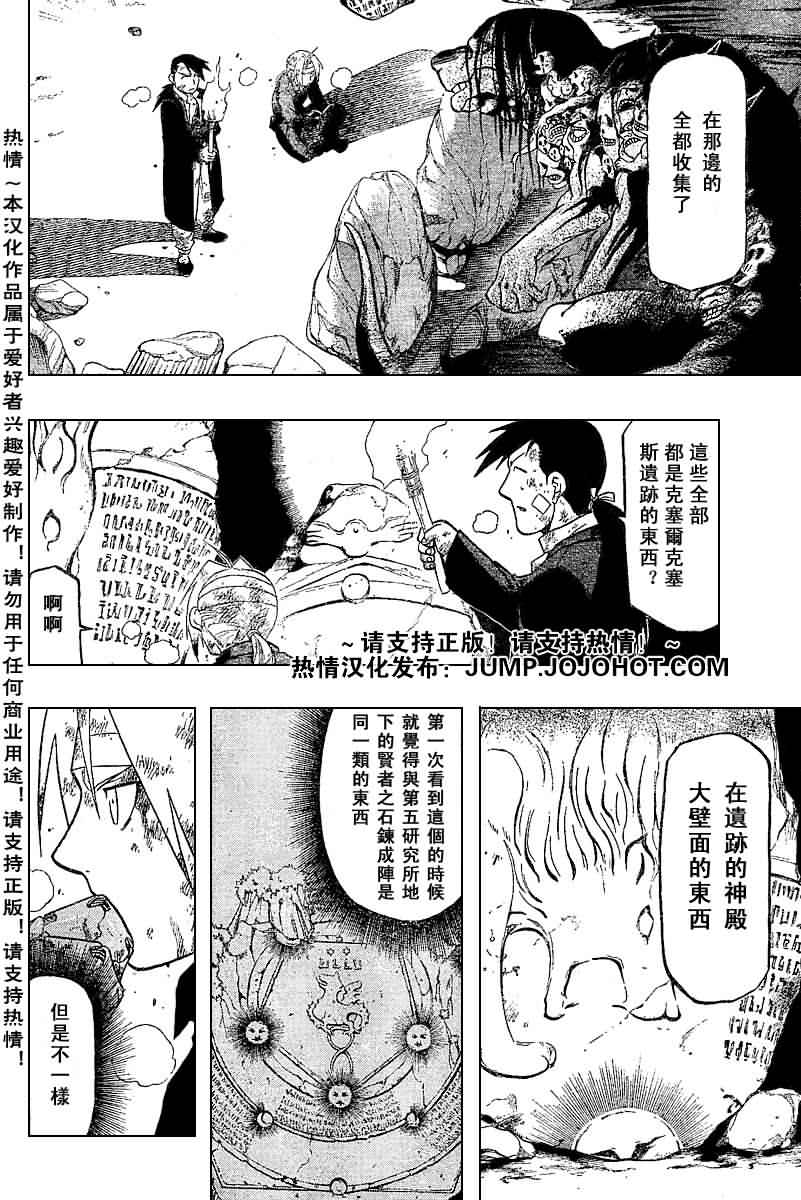 在那邊的
全都收集了
這些全部
都是克塞爾克塞
斯遺跡的東西？
啊啊
～请支持正版！请支持热情！～
热情汉化发布：JUMP.JOJOHOT.COM
在遺跡的神殿
大壁面的東西
第一次看到這個的時候
就覺得與第五研究所地
下的賢者之石鍊成陣是
同一類的東西
但是不一樣
热情～本汉化作品属于爱好者兴趣爱好制作！请勿用于任何商业用途！请支持正版！请支持热情！